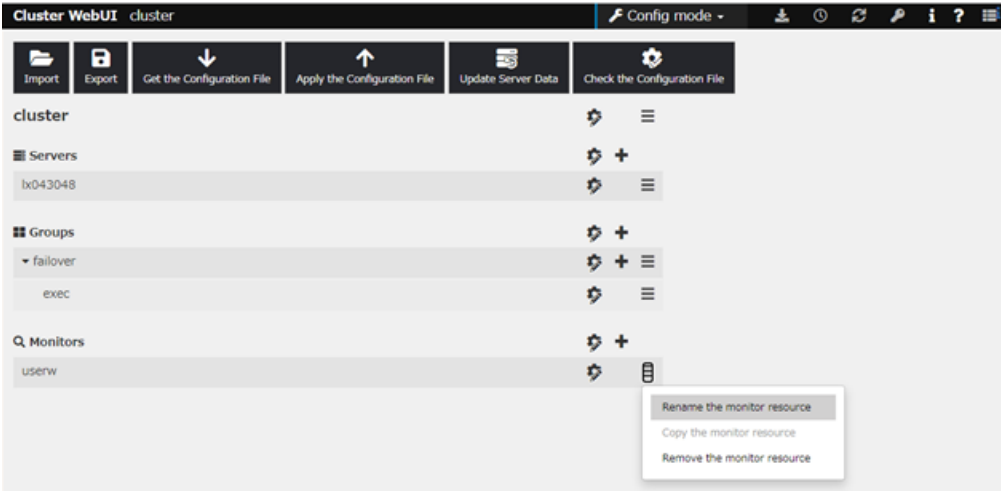 Cluster WebUI cluster Config mode
Import Export Get the Configuration File Apply the Configuration File Update Server Data Check the Configuration File
cluster
Servers
lx043048
Groups
failover
exec
Monitors
userw
Rename the monitor resource
Copy the monitor resource
Remove the monitor resource